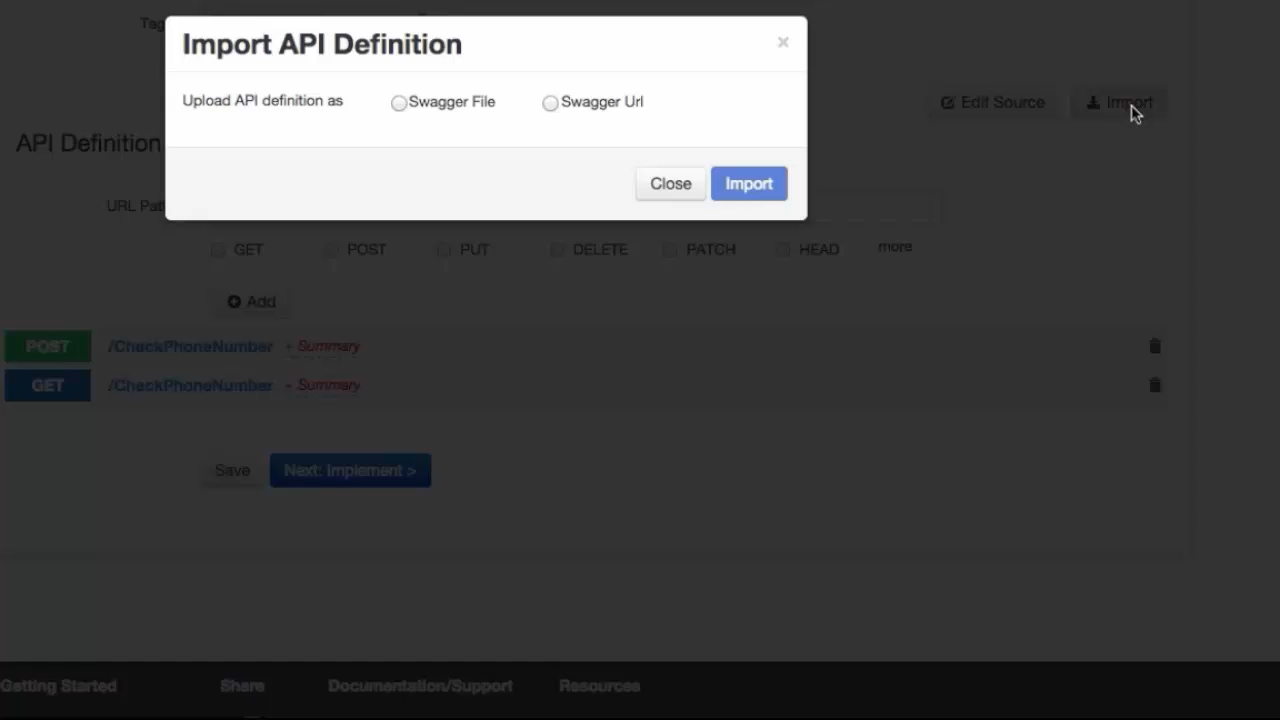 Tag
Import API Definition
×
Upload API definition as Swagger File Swagger Url
Edit Source Import
API Definition
Close Import
URL Pat
GET POST PUT DELETE PATCH HEAD more
Add
POST /CheckPhoneNumber + Summary
GET /CheckPhoneNumber + Summary
Save Next: Implement >
Getting Started Share Documentation/Support Resources